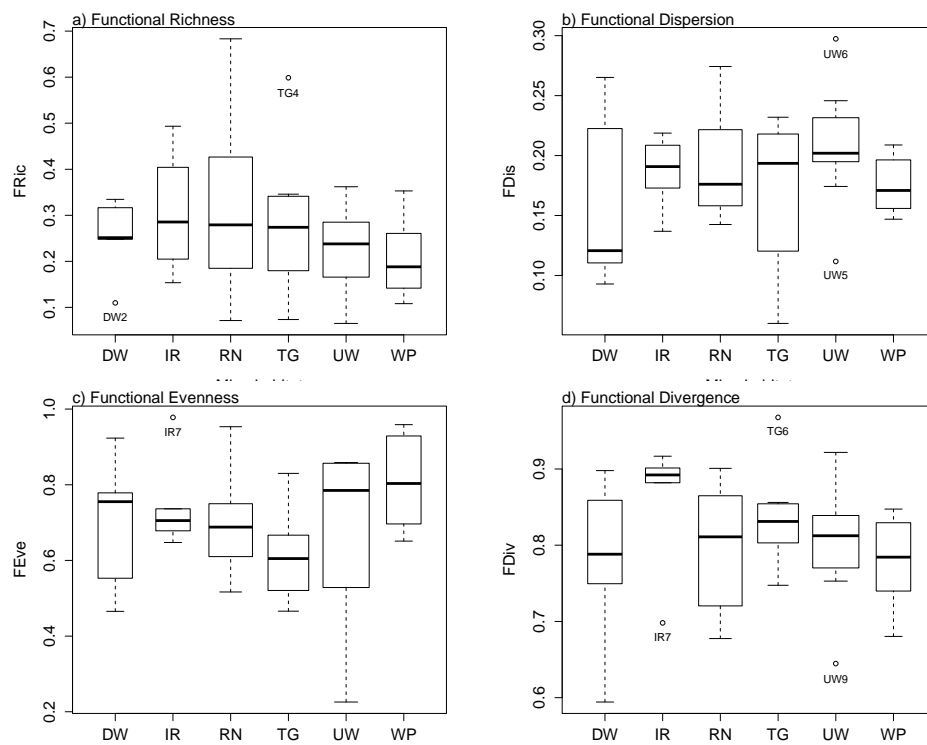 a) Functional Richness
FRic
0.7
0.6
0.5
0.4
0.3
0.2
0.1
TG4
DW2
DW IR RN TG UW WP
b) Functional Dispersion
FDis
0.30
0.25
0.20
0.15
0.10
UW6
UW5
DW IR RN TG UW WP
c) Functional Evenness
FEve
1.0
0.8
0.6
0.4
0.2
IR7
DW IR RN TG UW WP
d) Functional Divergence
FDiv
0.9
0.8
0.7
0.6
TG6
IR7
UW9
DW IR RN TG UW WP